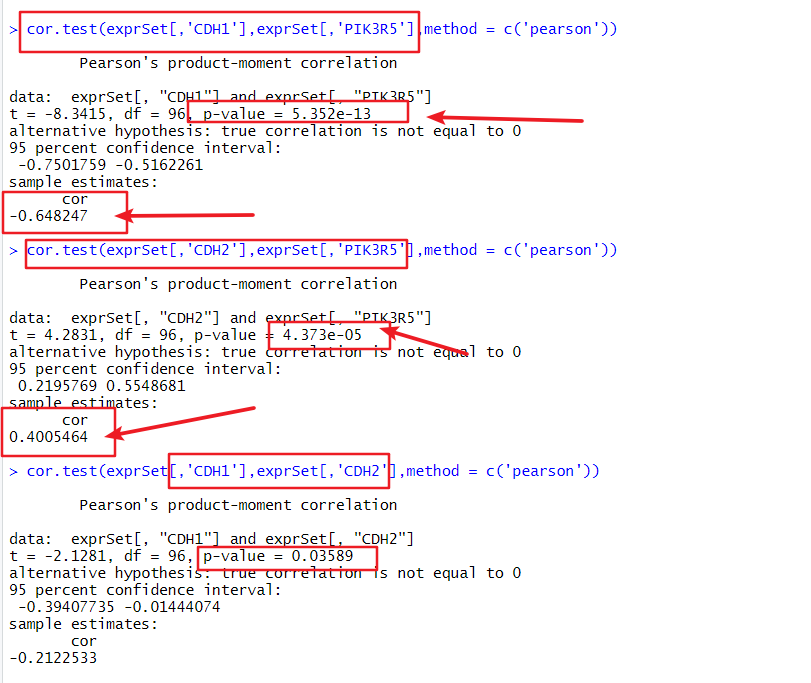 > cor.test(exprSet[,'CDH1'],exprSet[,'PIK3R5'],method = c('pearson'))
Pearson's product-moment correlation
data:  exprSet[, "CDH1"] and exprSet[, "PIK3R5"]
t = -8.3415, df = 96, p-value = 5.352e-13
alternative hypothesis: true correlation is not equal to 0
95 percent confidence interval:
-0.7501759 -0.5162261
sample estimates:
cor
-0.648247
> cor.test(exprSet[,'CDH2'],exprSet[,'PIK3R5'],method = c('pearson'))
Pearson's product-moment correlation
data:  exprSet[, "CDH2"] and exprSet[, "PIK3R5"]
t = 4.2831, df = 96, p-value = 4.373e-05
alternative hypothesis: true correlation is not equal to 0
95 percent confidence interval:
0.2195769 0.5548681
sample estimates:
cor
0.4005464
> cor.test(exprSet[,'CDH1'],exprSet[,'CDH2'],method = c('pearson'))
Pearson's product-moment correlation
data:  exprSet[, "CDH1"] and exprSet[, "CDH2"]
t = -2.1281, df = 96, p-value = 0.03589
alternative hypothesis: true correlation is not equal to 0
95 percent confidence interval:
-0.39407735 -0.01444074
sample estimates:
cor
-0.2122533